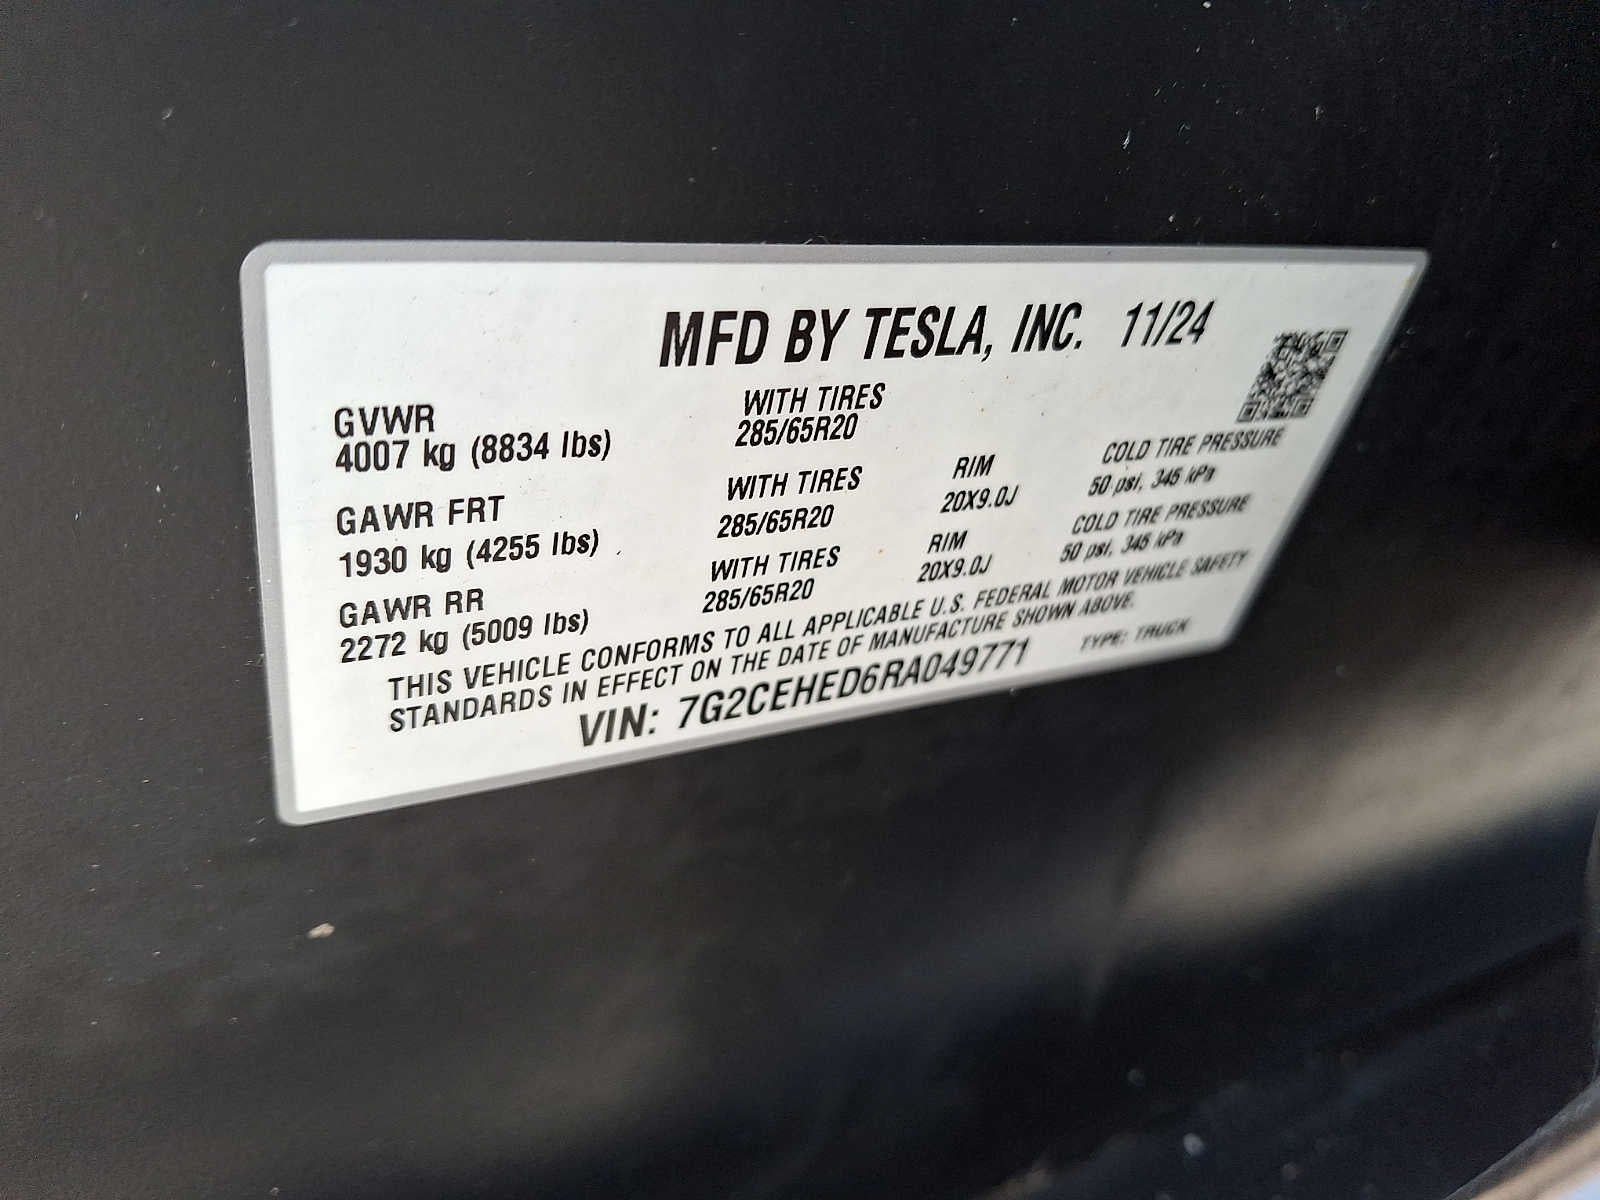 MFD BY TESLA, INC. 11/24
GVWR
4007 kg (8834 lbs)
WITH TIRES
285/65R20
GAWR FRT
1930 kg (4255 lbs)
WITH TIRES
285/65R20
RIM
20X9.0J
COLD TIRE PRESSURE
50 psi, 345 kPa
GAWR RR
2272 kg (5009 lbs)
WITH TIRES
285/65R20
RIM
20X9.0J
COLD TIRE PRESSURE
50 psi, 345 kPa
THIS VEHICLE CONFORMS TO ALL APPLICABLE U.S. FEDERAL MOTOR VEHICLE SAFETY
STANDARDS IN EFFECT ON THE DATE OF MANUFACTURE SHOWN ABOVE.
VIN: 7G2CEHED6RA049771
TYPE: TRUCK